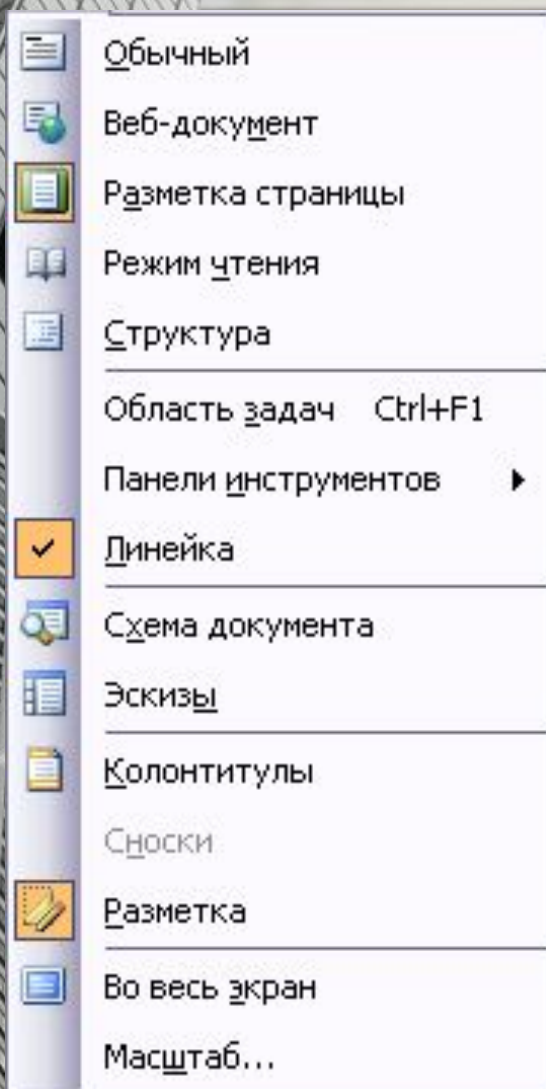 Обычный
Веб-документ
Разметка страницы
Режим чтения
Структура
Область задач Ctrl+F1
Панели инструментов
Линейка
Схема документа
Эскизы
Колонтитулы
Сноски
Разметка
Во весь экран
Масштаб...